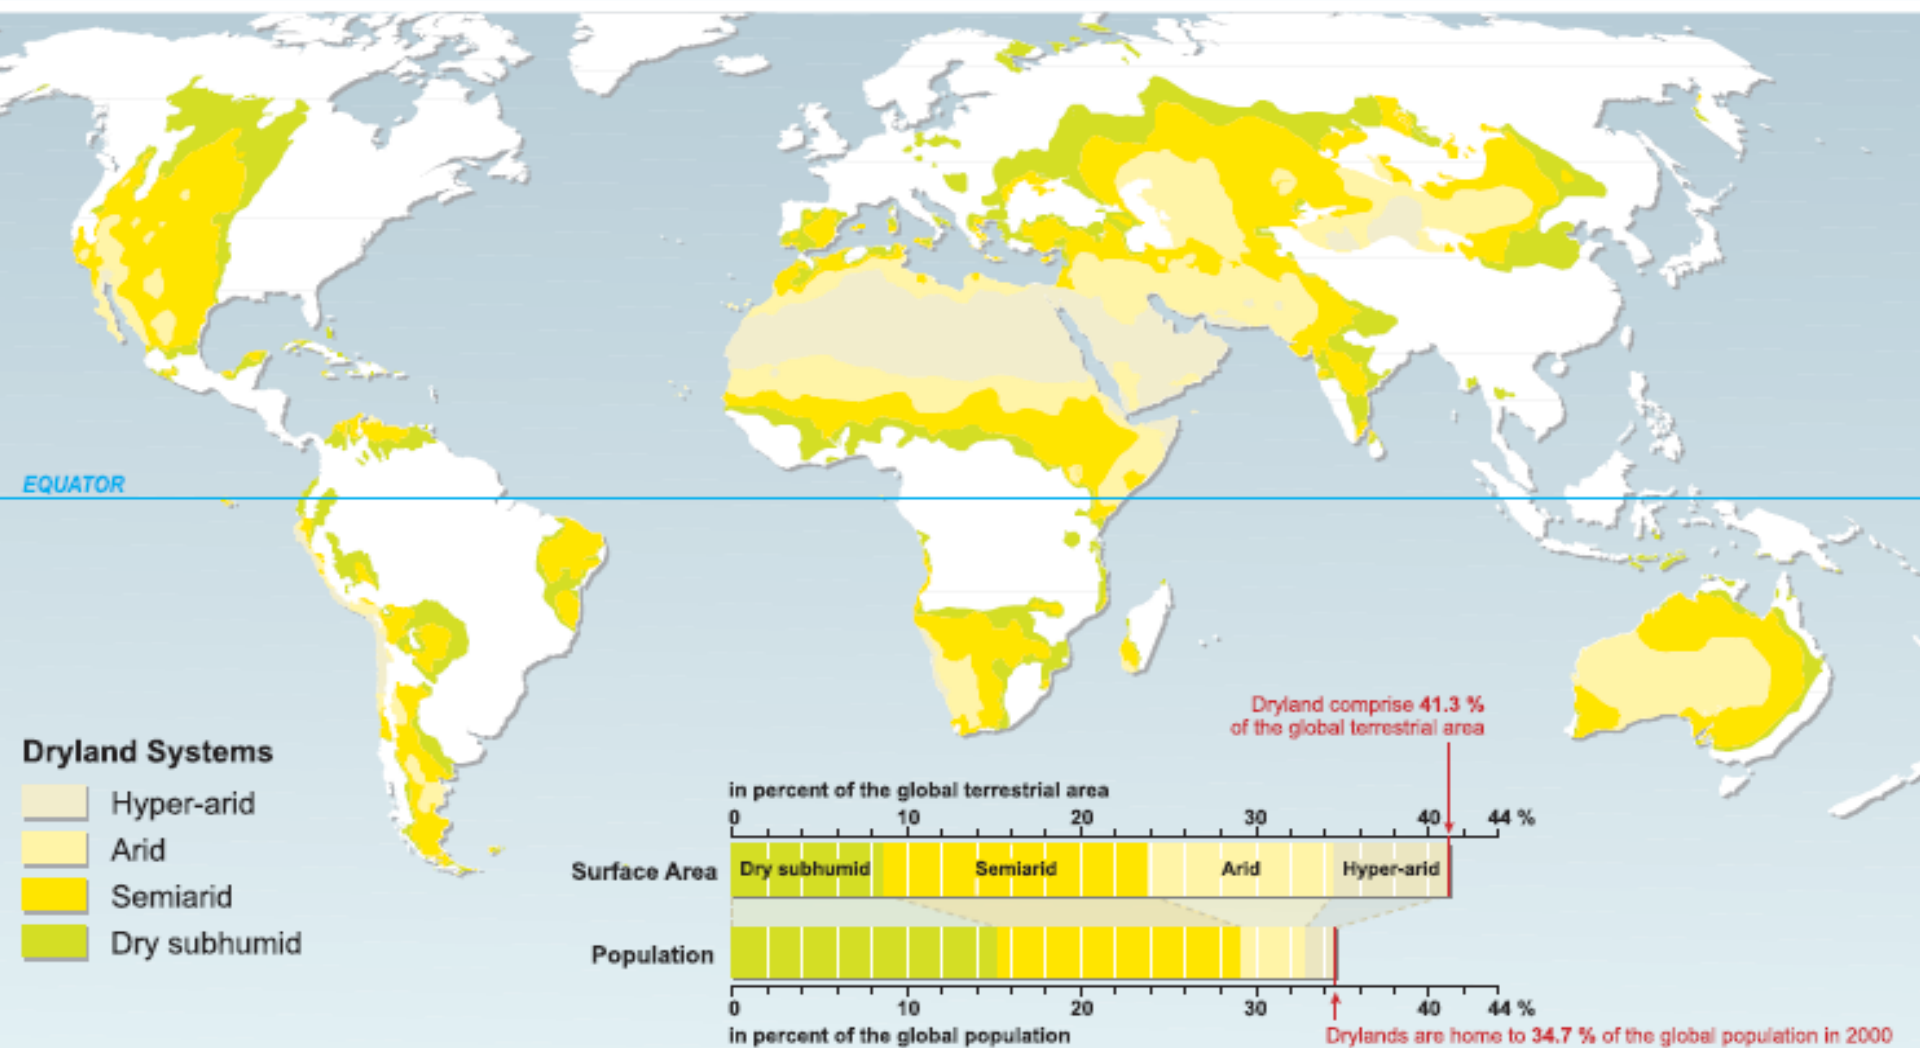 EQUATOR
Dryland comprise 41.3 %
of the global terrestrial area
Dryland Systems
Hyper-arid
Arid
Semiarid
Dry subhumid
in percent of the global terrestrial area
0 10 20 30 40 44 %
Surface Area Dry subhumid Semiarid Arid Hyper-arid
Population
0 10 20 30 40 44 %
in percent of the global population
Drylands are home to 34.7 % of the global population in 2000